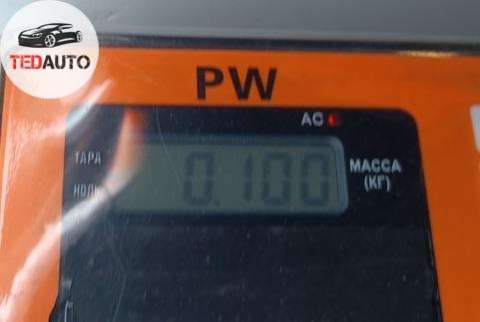 TEDAUTO
PW
AC
ТАРА
НОЛЬ
0.100
МАССА
(КГ)